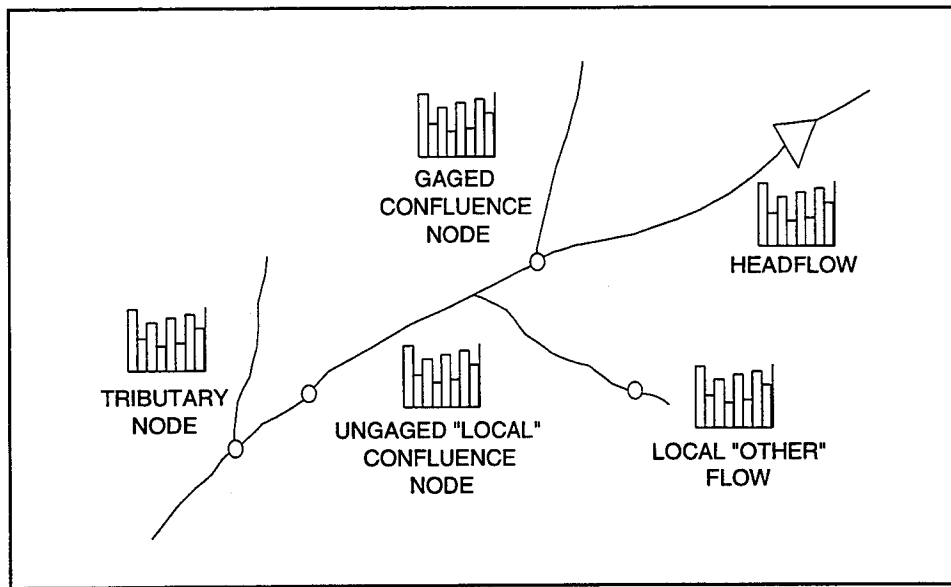 GAGED
CONFLUENCE
NODE
HEADFLOW
TRIBUTARY
NODE
UNGAGED "LOCAL"
CONFLUENCE
NODE
LOCAL "OTHER"
FLOW